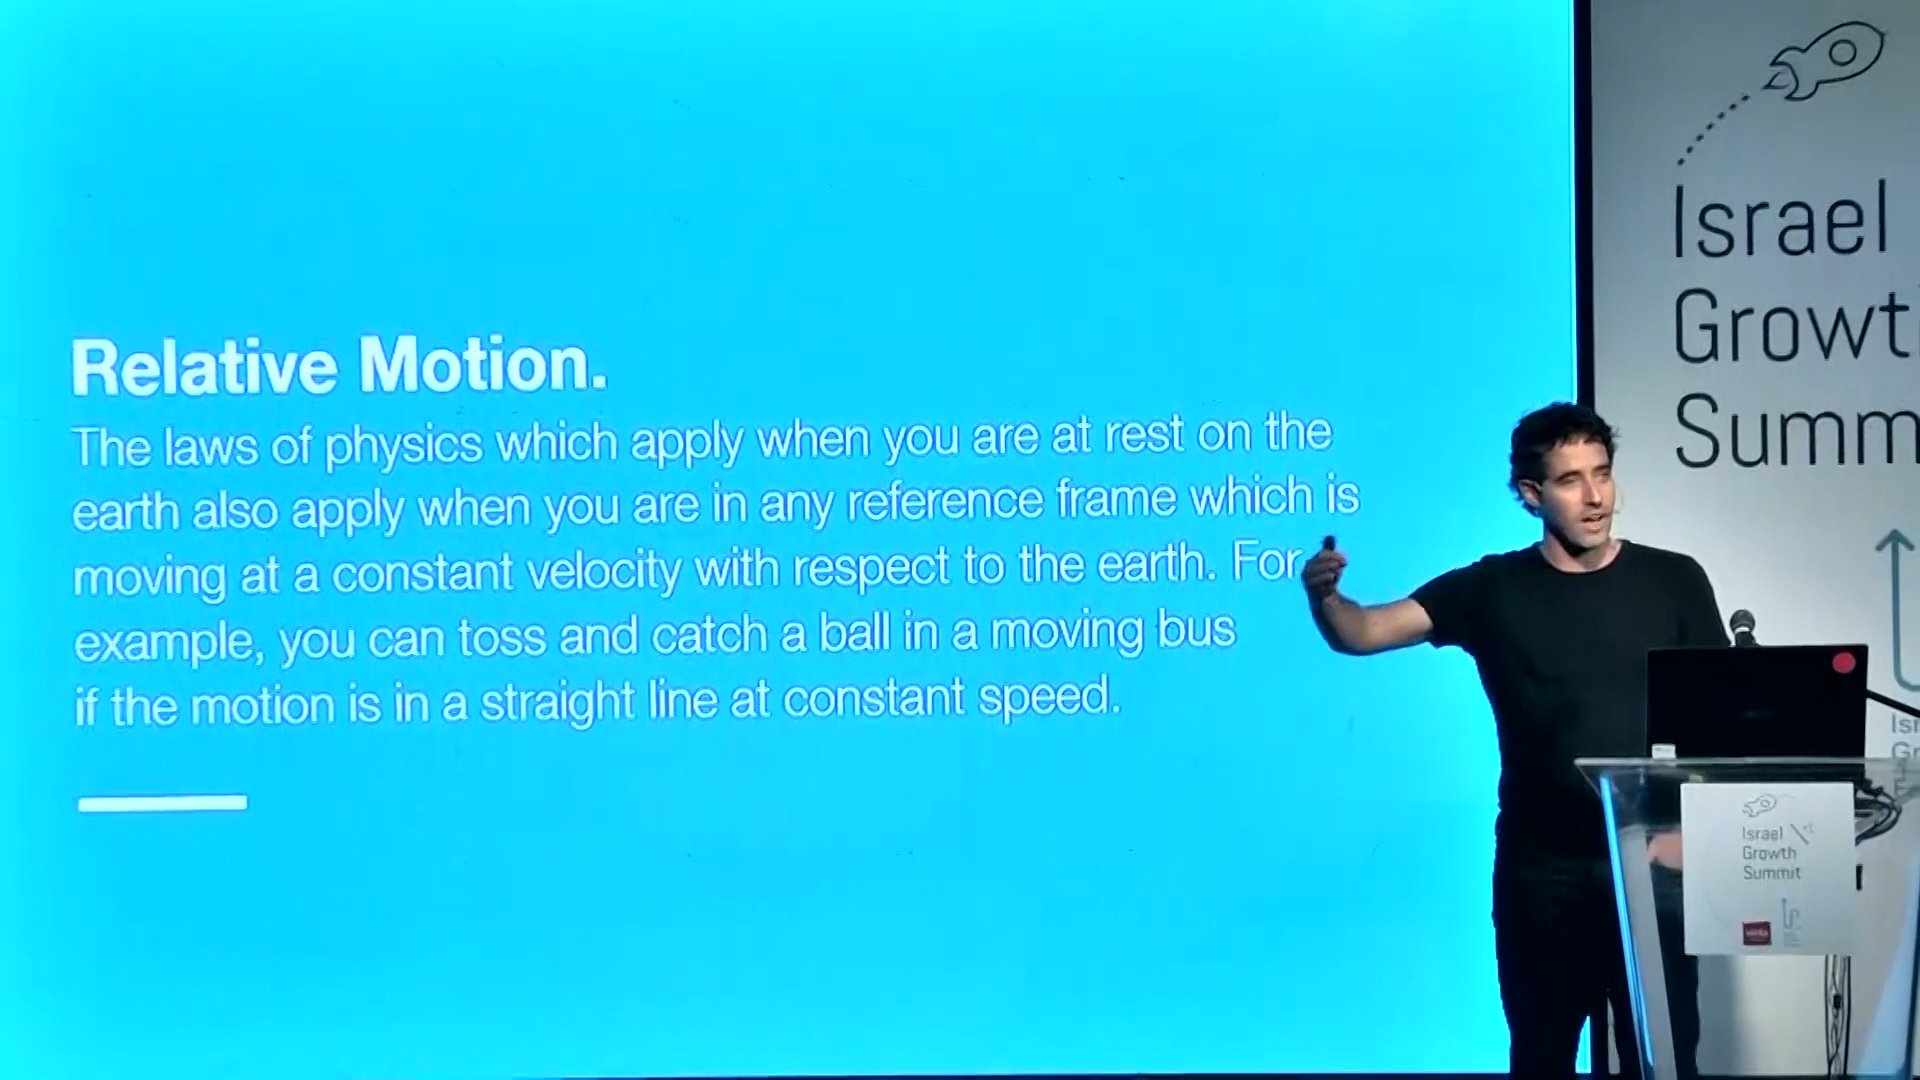 Relative Motion.
The laws of physics which apply when you are at rest on the
earth also apply when you are in any reference frame which is
moving at a constant velocity with respect to the earth. For
example, you can toss and catch a ball in a moving bus
if the motion is in a straight line at constant speed.
Israel
Growth
Summ
Israel
Growth
Summit